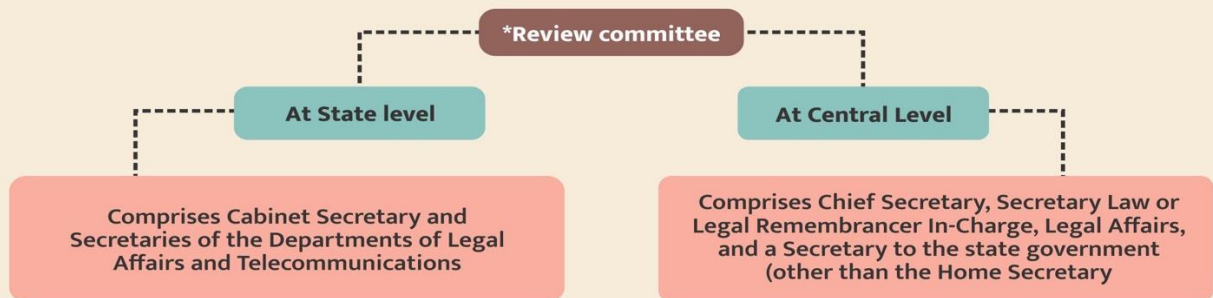 *Review committee
At State level
At Central Level
Comprises Cabinet Secretary and
Secretaries of the Departments of Legal
Affairs and Telecommunications
Comprises Chief Secretary, Secretary Law or
Legal Remembrancer In-Charge, Legal Affairs,
and a Secretary to the state government
(other than the Home Secretary